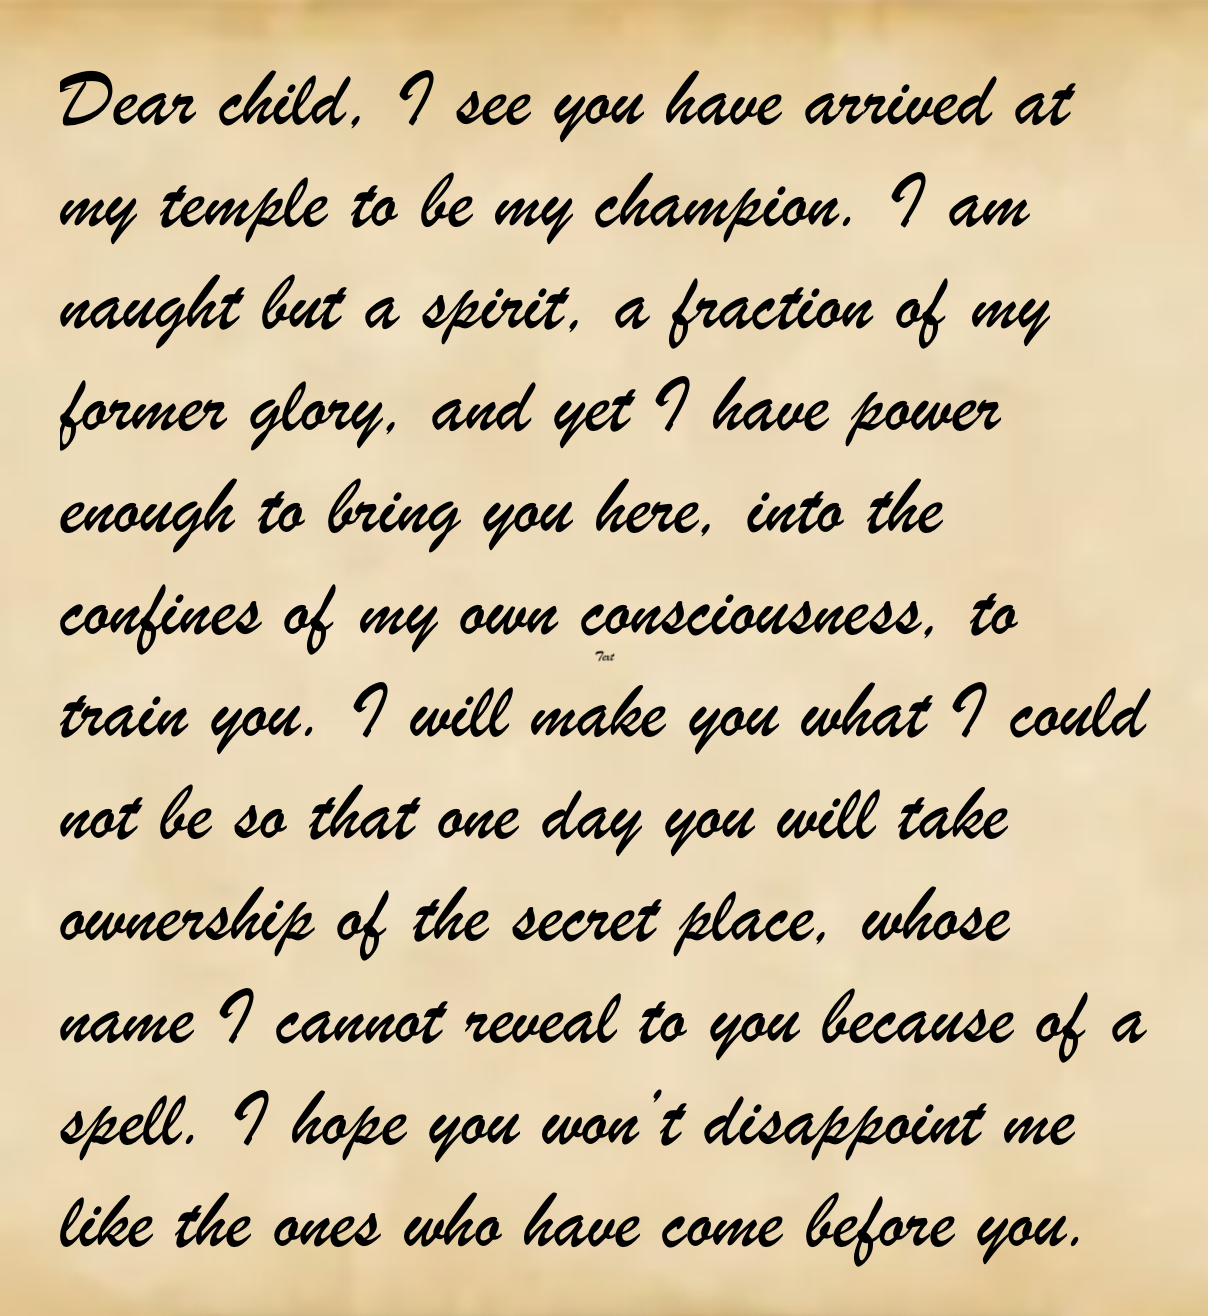 Dear child, I see you have arrived at
my temple to be my champion. I am
naught but a spirit, a fraction of my
former glory, and yet I have power
enough to bring you here, into the
confines of my own consciousness, to
Text
train you. I will make you what I could
not be so that one day you will take
ownership of the secret place, whose
name I cannot reveal to you because of a
spell. I hope you won't disappoint me
like the ones who have come before you.